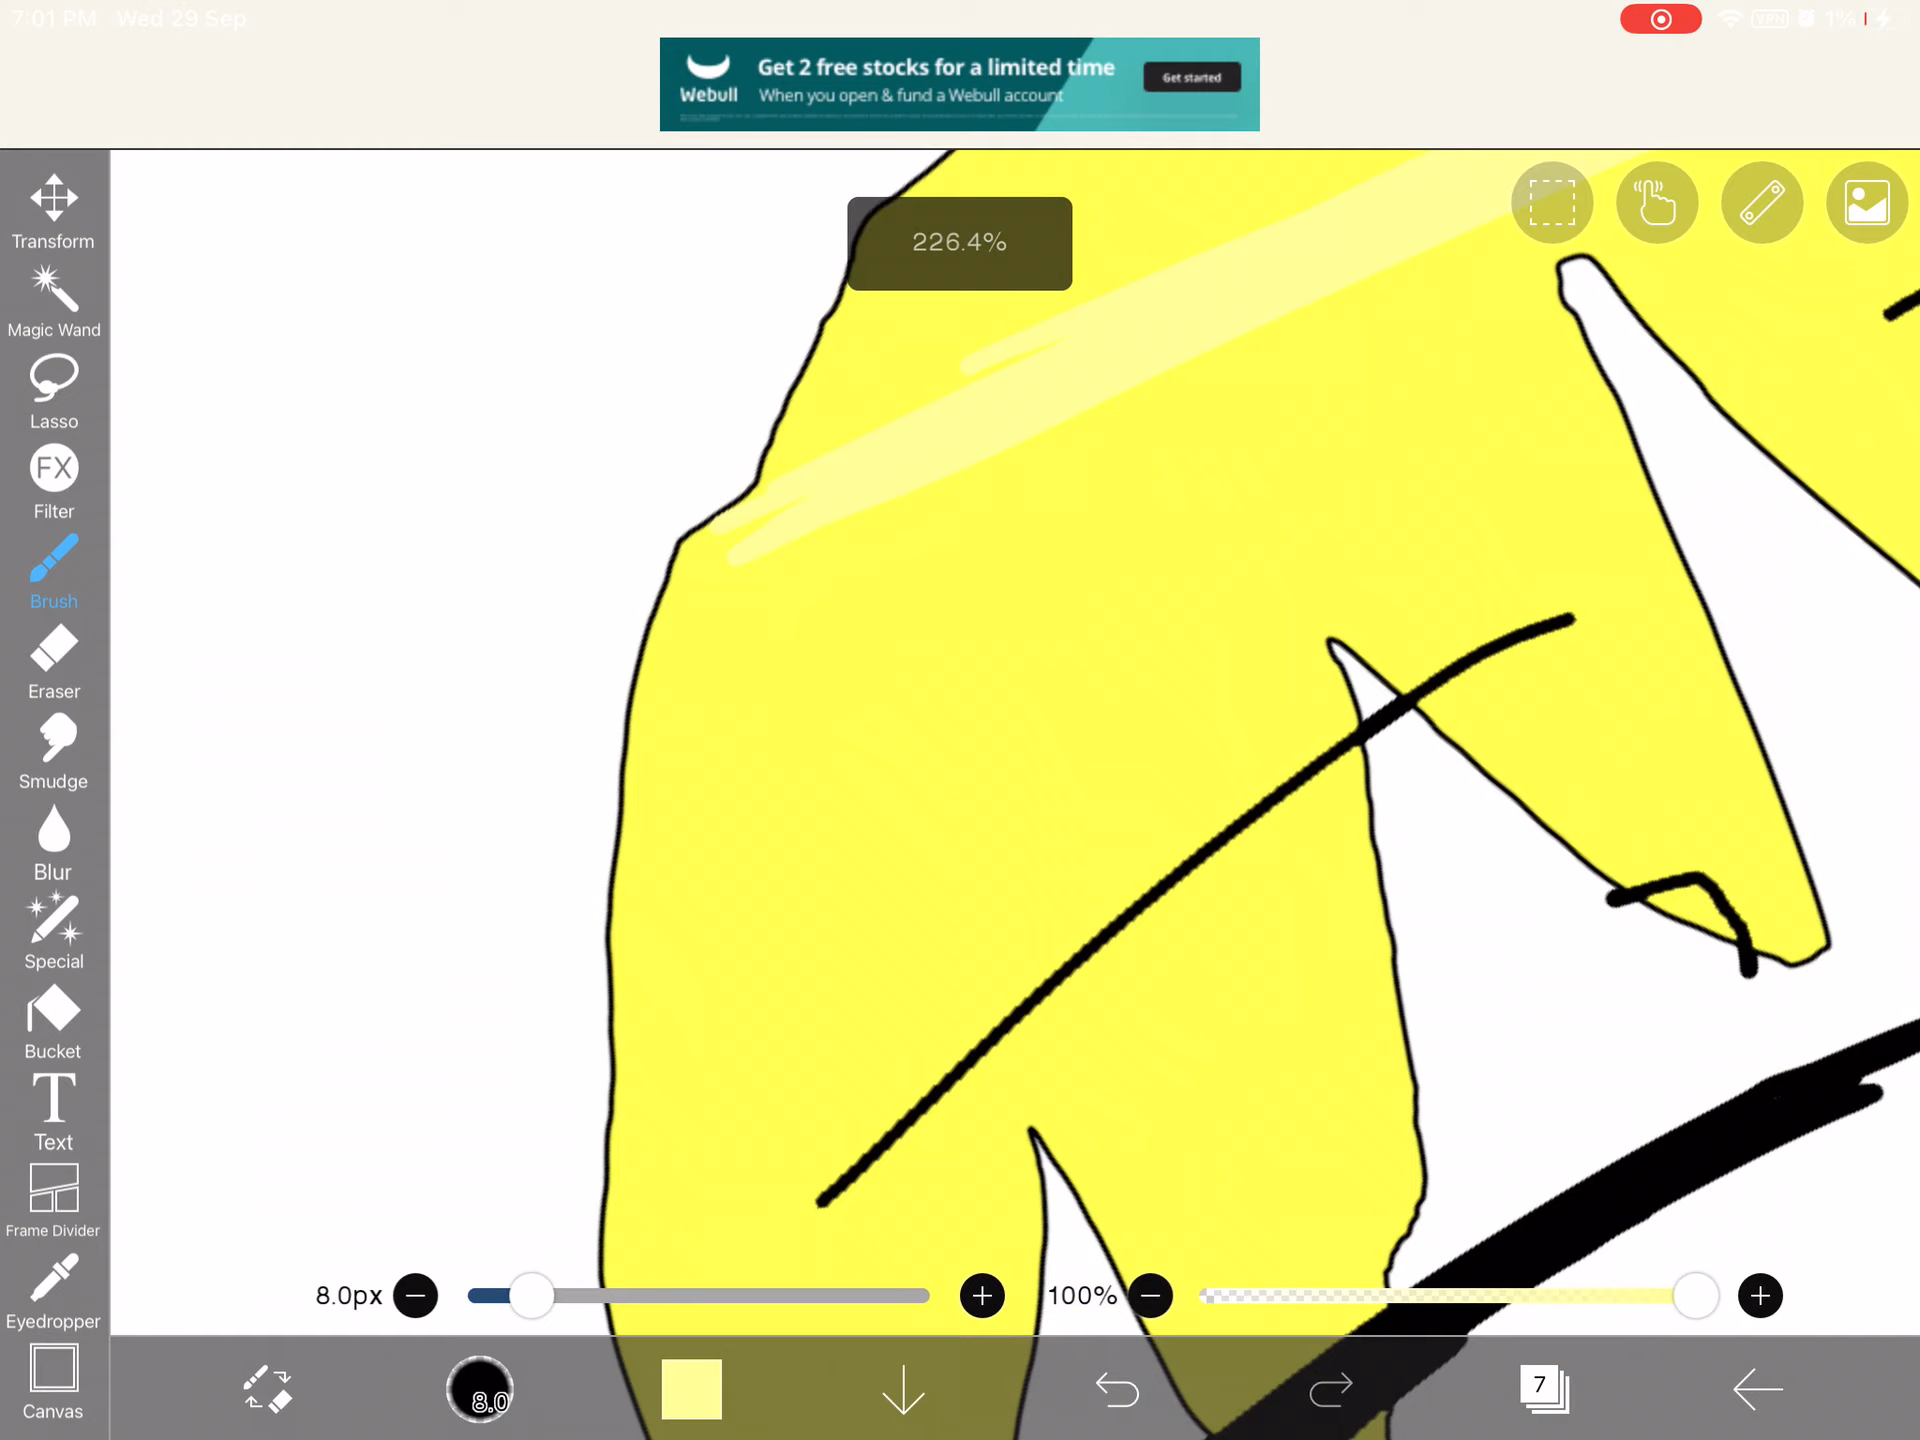 7:01 PM Wed 29 Sep
VPN 1%
Webull
Get 2 free stocks for a limited time
When you open & fund a Webull account
Get started
226.4%
Transform
Magic Wand
Lasso
FX
Filter
Brush
Eraser
Smudge
Blur
Special
Bucket
T
Text
Frame Divider
Eyedropper
Canvas
8.0px
100%
8.0
7